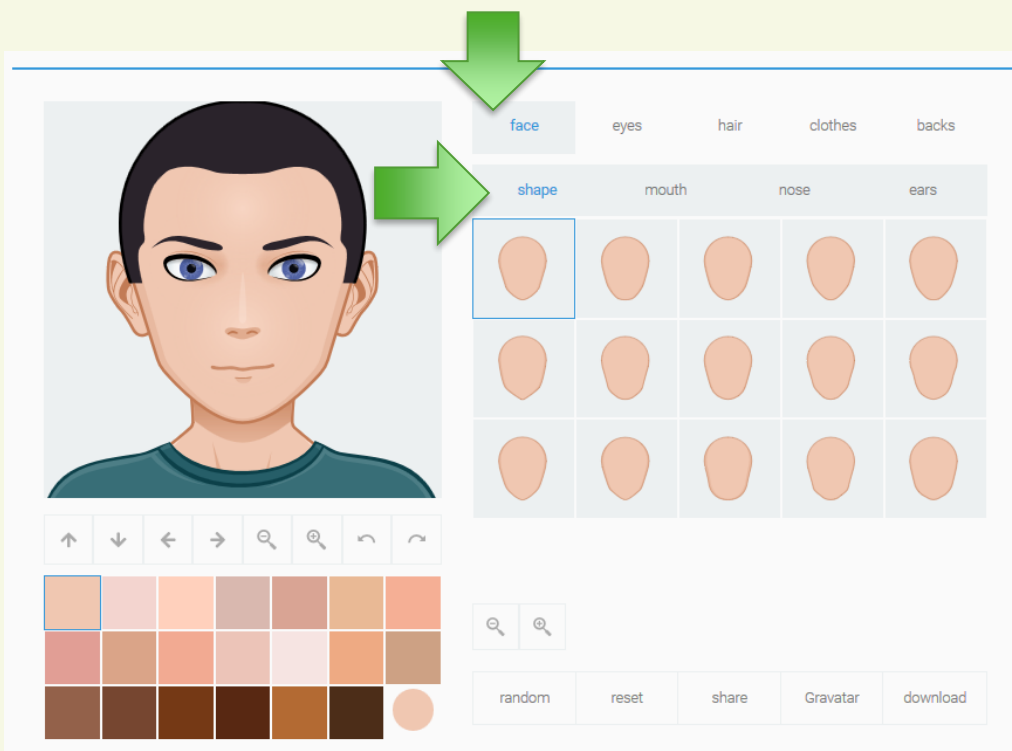 face eyes hair clothes backs
shape mouth nose ears
random reset share Gravatar download